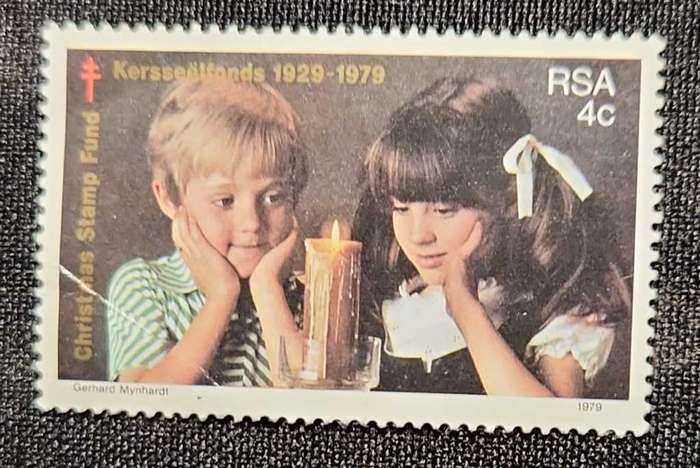 Kersseëlfonds 1929-1979
Christmas Stamp Fund
RSA
4c
Gerhard Mynhardt
1979